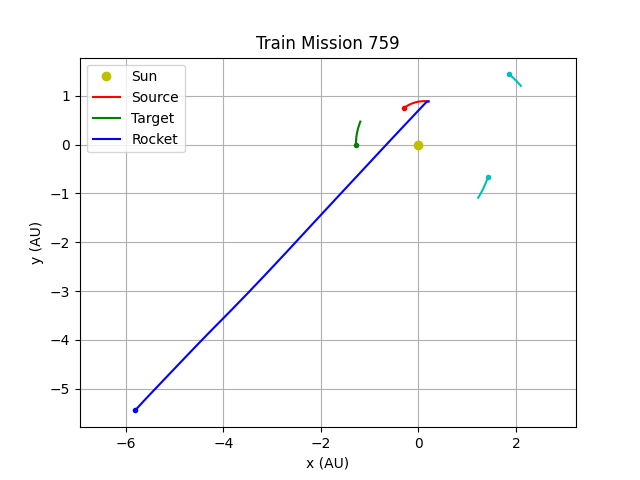 Train Mission 759
Sun
Source
Target
Rocket
1
0
−1
−2
−3
−4
−5
y (AU)
−6
−4
−2
0
2
x (AU)